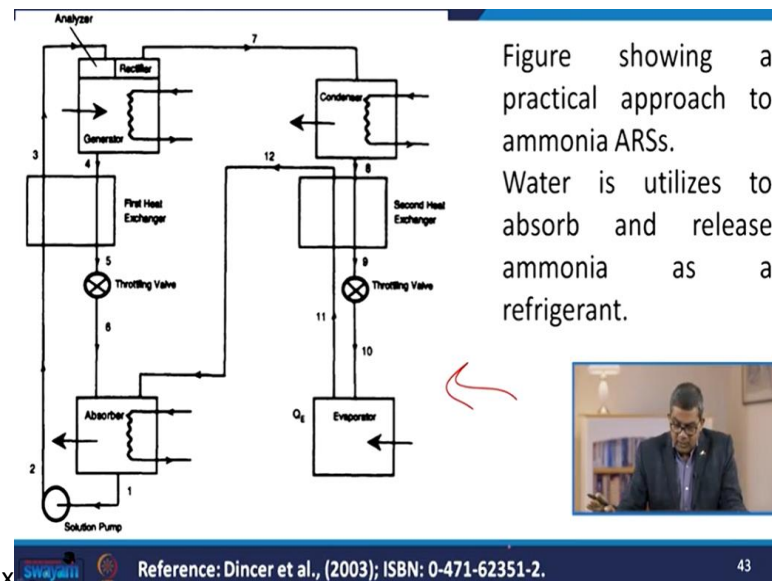 Analyzer
7
Rectifier
Condenser
Generator
3
4
12
8
First Heat
Exchanger
Second Heat
Exchanger
5
9
Throttling Valve
Throttling Valve
6
11
10
Absorber
QE
Evaporator
2
1
Solution Pump
Figure showing a
practical approach to
ammonia ARSs.
Water is utilizes to
absorb and release
ammonia as a
refrigerant.
x
swayam
Reference: Dincer et al., (2003); ISBN: 0-471-62351-2.
43